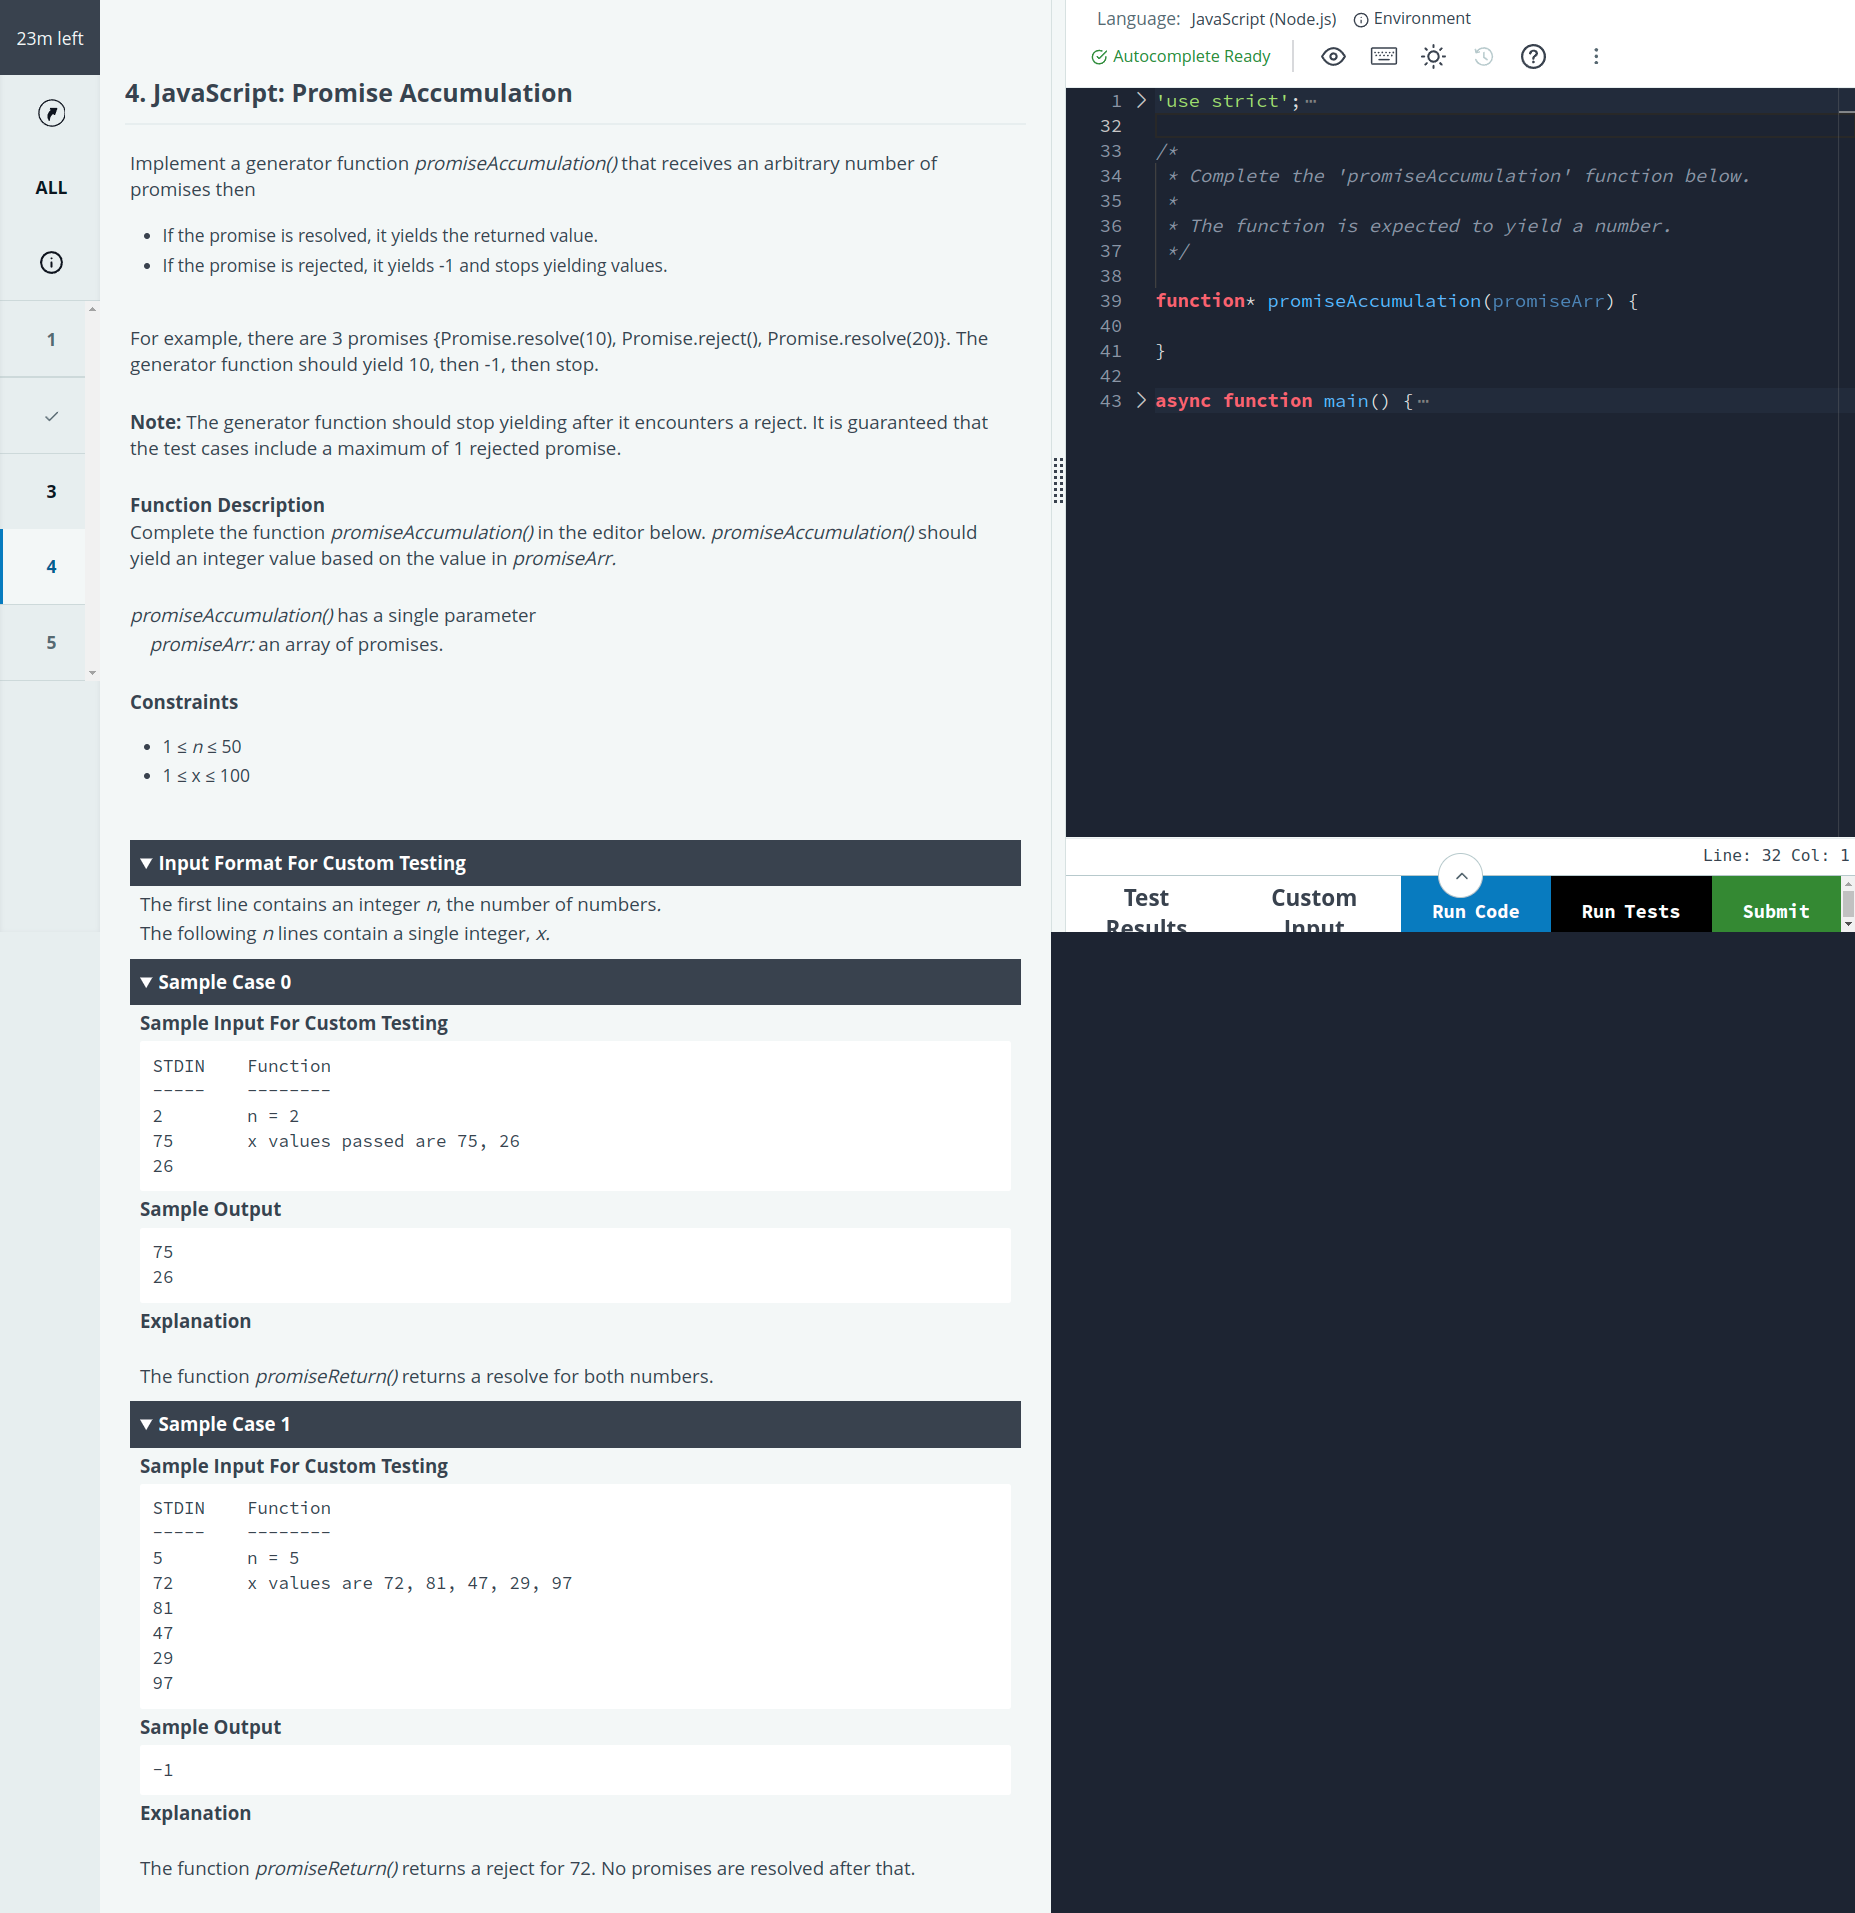 23m left
ALL
1
3
4
5
4. JavaScript: Promise Accumulation
Implement a generator function promiseAccumulation() that receives an arbitrary number of
promises then
• If the promise is resolved, it yields the returned value.
• If the promise is rejected, it yields -1 and stops yielding values.
For example, there are 3 promises {Promise.resolve(10), Promise.reject(), Promise.resolve(20)}. The
generator function should yield 10, then -1, then stop.
Note: The generator function should stop yielding after it encounters a reject. It is guaranteed that
the test cases include a maximum of 1 rejected promise.
Function Description
Complete the function promiseAccumulation() in the editor below. promiseAccumulation() should
yield an integer value based on the value in promiseArr.
promiseAccumulation() has a single parameter
promiseArr: an array of promises.
Constraints
• 1 ≤ n ≤ 50
• 1 ≤ x ≤ 100
▼ Input Format For Custom Testing
The first line contains an integer n, the number of numbers.
The following n lines contain a single integer, x.
▼ Sample Case 0
Sample Input For Custom Testing
STDIN    Function
-----    --------
2        n = 2
75       x values passed are 75, 26
26
Sample Output
75
26
Explanation
The function promiseReturn() returns a resolve for both numbers.
▼ Sample Case 1
Sample Input For Custom Testing
STDIN    Function
-----    --------
5        n = 5
72       x values are 72, 81, 47, 29, 97
81
47
29
97
Sample Output
-1
Explanation
The function promiseReturn() returns a reject for 72. No promises are resolved after that.
Language: JavaScript (Node.js) Environment
Autocomplete Ready
1 'use strict';⋯
32
33 /*
34  * Complete the 'promiseAccumulation' function below.
35  *
36  * The function is expected to yield a number.
37  */
38
39 function* promiseAccumulation(promiseArr) {
40
41 }
42
43 async function main() {⋯
Line: 32 Col: 1
Test Results
Custom Input
Run Code
Run Tests
Submit